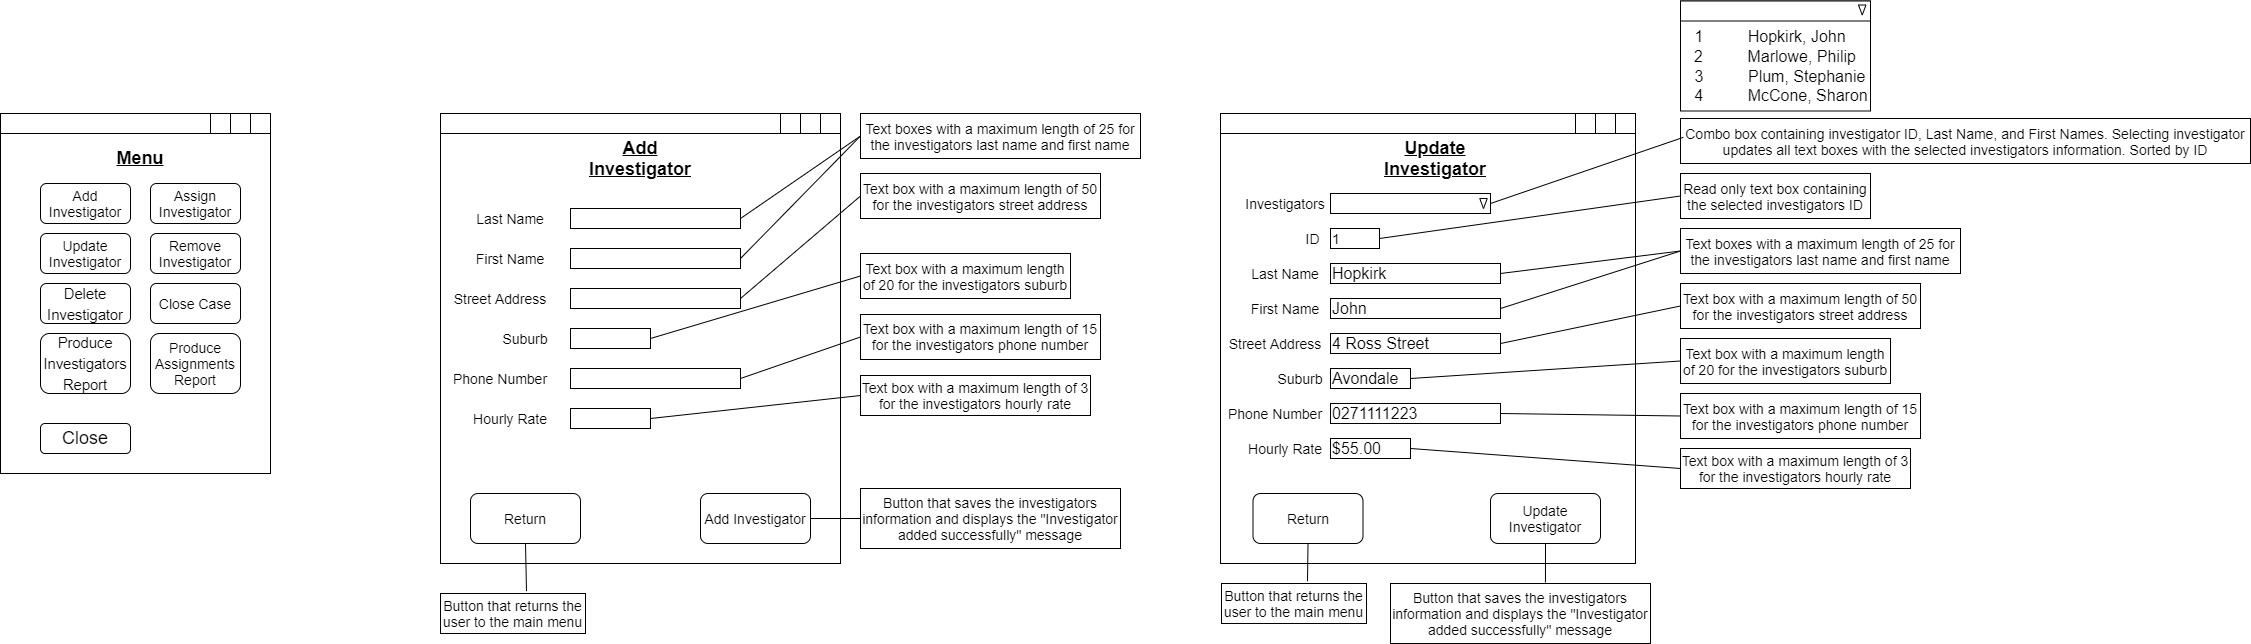 Menu
Add
Investigator
Assign
Investigator
Update
Investigator
Remove
Investigator
Delete
Investigator
Close Case
Produce
Investigators
Report
Produce
Assignments
Report
Close
Add
Investigator
Last Name
First Name
Street Address
Suburb
Phone Number
Hourly Rate
Return
Add Investigator
Text boxes with a maximum length of 25 for
the investigators last name and first name
Text box with a maximum length of 50
for the investigators street address
Text box with a maximum length
of 20 for the investigators suburb
Text box with a maximum length of 15
for the investigators phone number
Text box with a maximum length of 3
for the investigators hourly rate
Button that saves the investigators
information and displays the "Investigator
added successfully" message
Button that returns the
user to the main menu
Update
Investigator
Investigators
ID
1
Last Name
Hopkirk
First Name
John
Street Address
4 Ross Street
Suburb
Avondale
Phone Number
0271111223
Hourly Rate
$55.00
Return
Update
Investigator
1 Hopkirk, John
2 Marlowe, Philip
3 Plum, Stephanie
4 McCone, Sharon
Combo box containing investigator ID, Last Name, and First Names. Selecting investigator
updates all text boxes with the selected investigators information. Sorted by ID
Read only text box containing
the selected investigators ID
Text boxes with a maximum length of 25 for
the investigators last name and first name
Text box with a maximum length of 50
for the investigators street address
Text box with a maximum length
of 20 for the investigators suburb
Text box with a maximum length of 15
for the investigators phone number
Text box with a maximum length of 3
for the investigators hourly rate
Button that returns the
user to the main menu
Button that saves the investigators
information and displays the "Investigator
added successfully" message